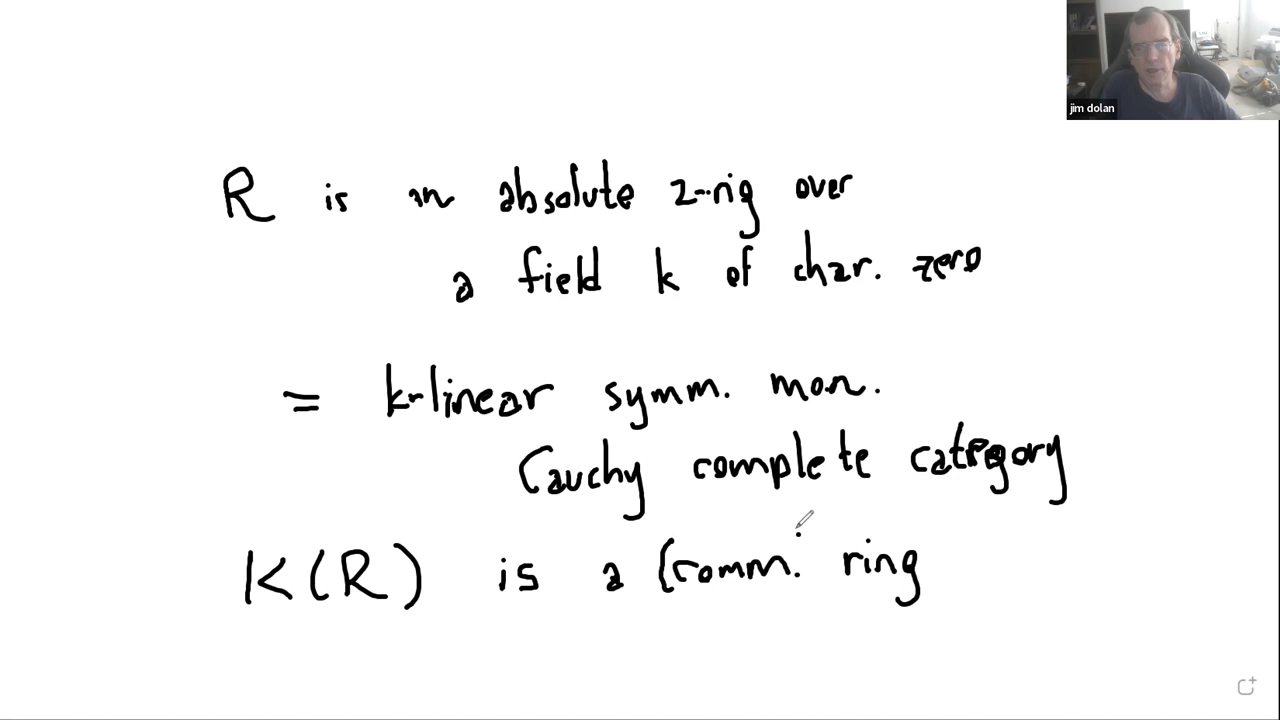 jim dolan
R is an absolute 2-rig over
a field k of char. zero
= k-linear symm. mon.
Cauchy complete category
K(R) is a (comm. ring